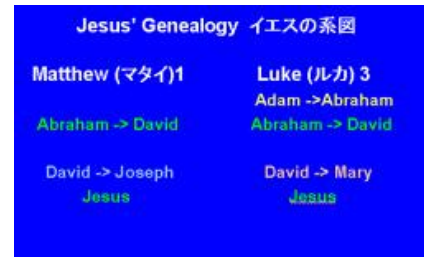 Jesus' Genealogy イエスの系図
Matthew (マタイ)1
Abraham -> David
David -> Joseph
Jesus
Luke (ルカ) 3
Adam ->Abraham
Abraham -> David
David -> Mary
Jesus